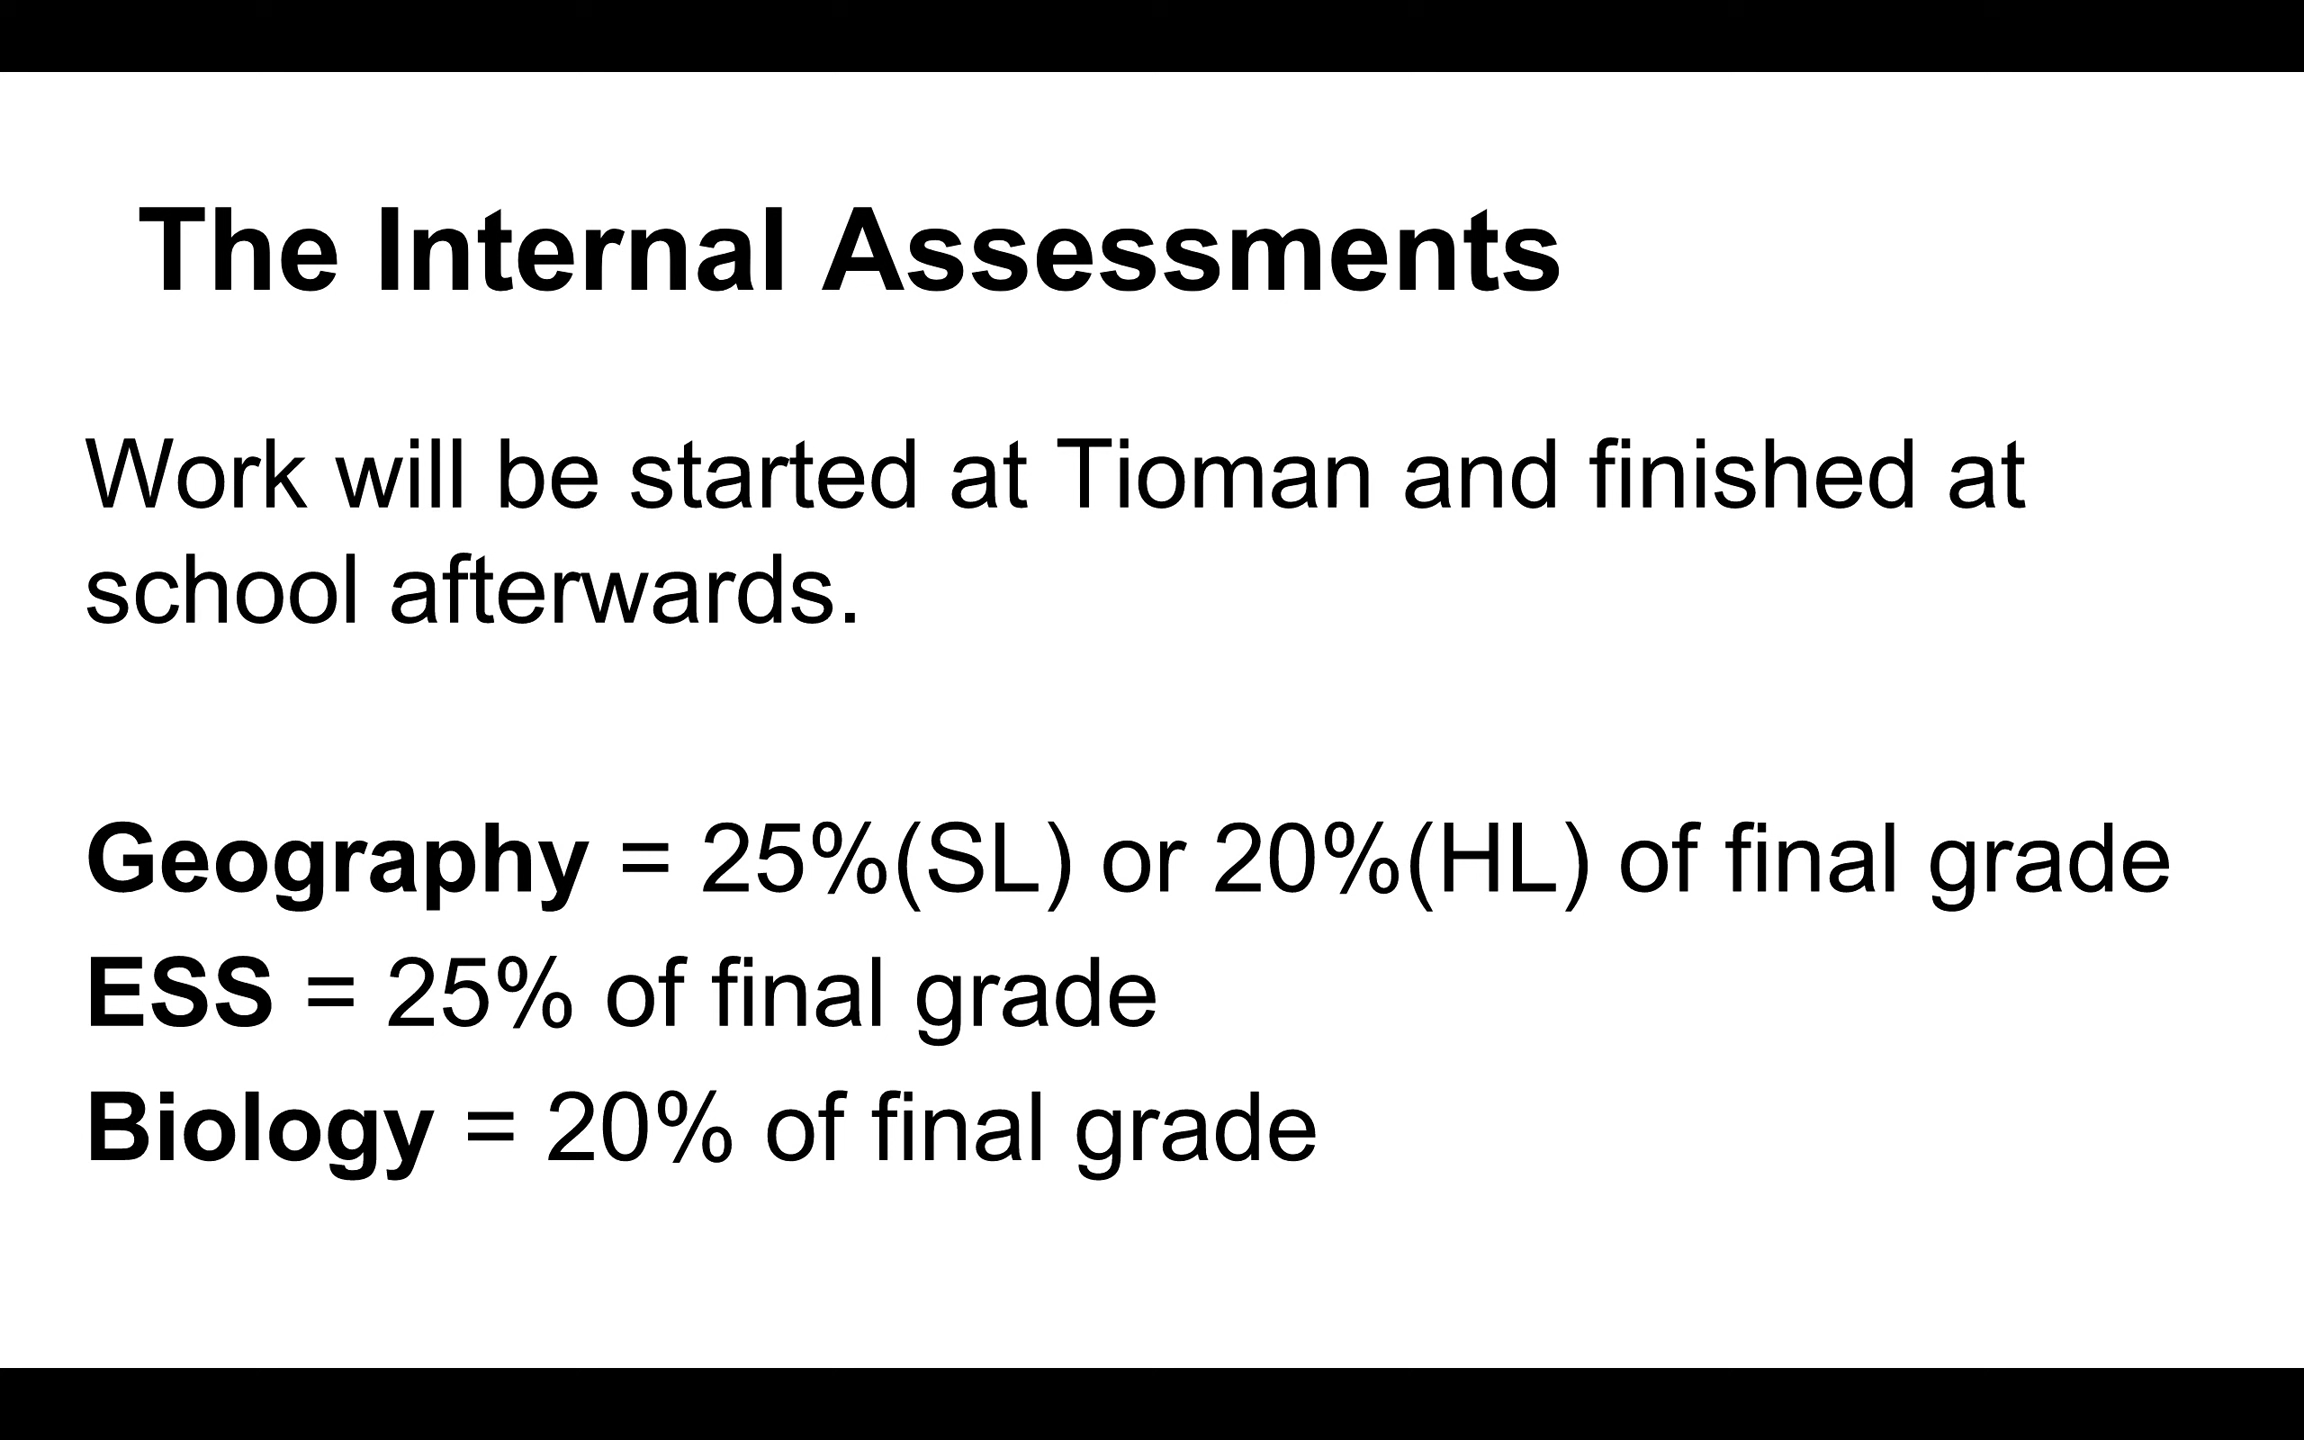 The Internal Assessments
Work will be started at Tioman and finished at
school afterwards.
Geography = 25%(SL) or 20%(HL) of final grade
ESS = 25% of final grade
Biology = 20% of final grade